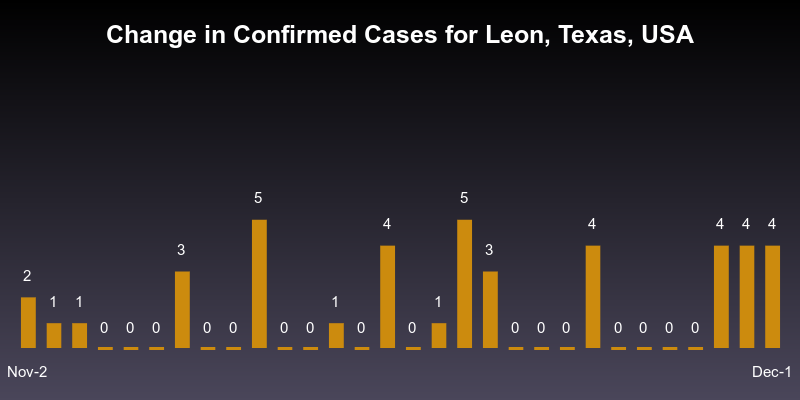 Change in Confirmed Cases for Leon, Texas, USA
2 1 1 0 0 0 3 0 0 5 0 0 1 0 4 0 1 5 3 0 0 0 4 0 0 0 0 4 4 4
Nov-2 Dec-1